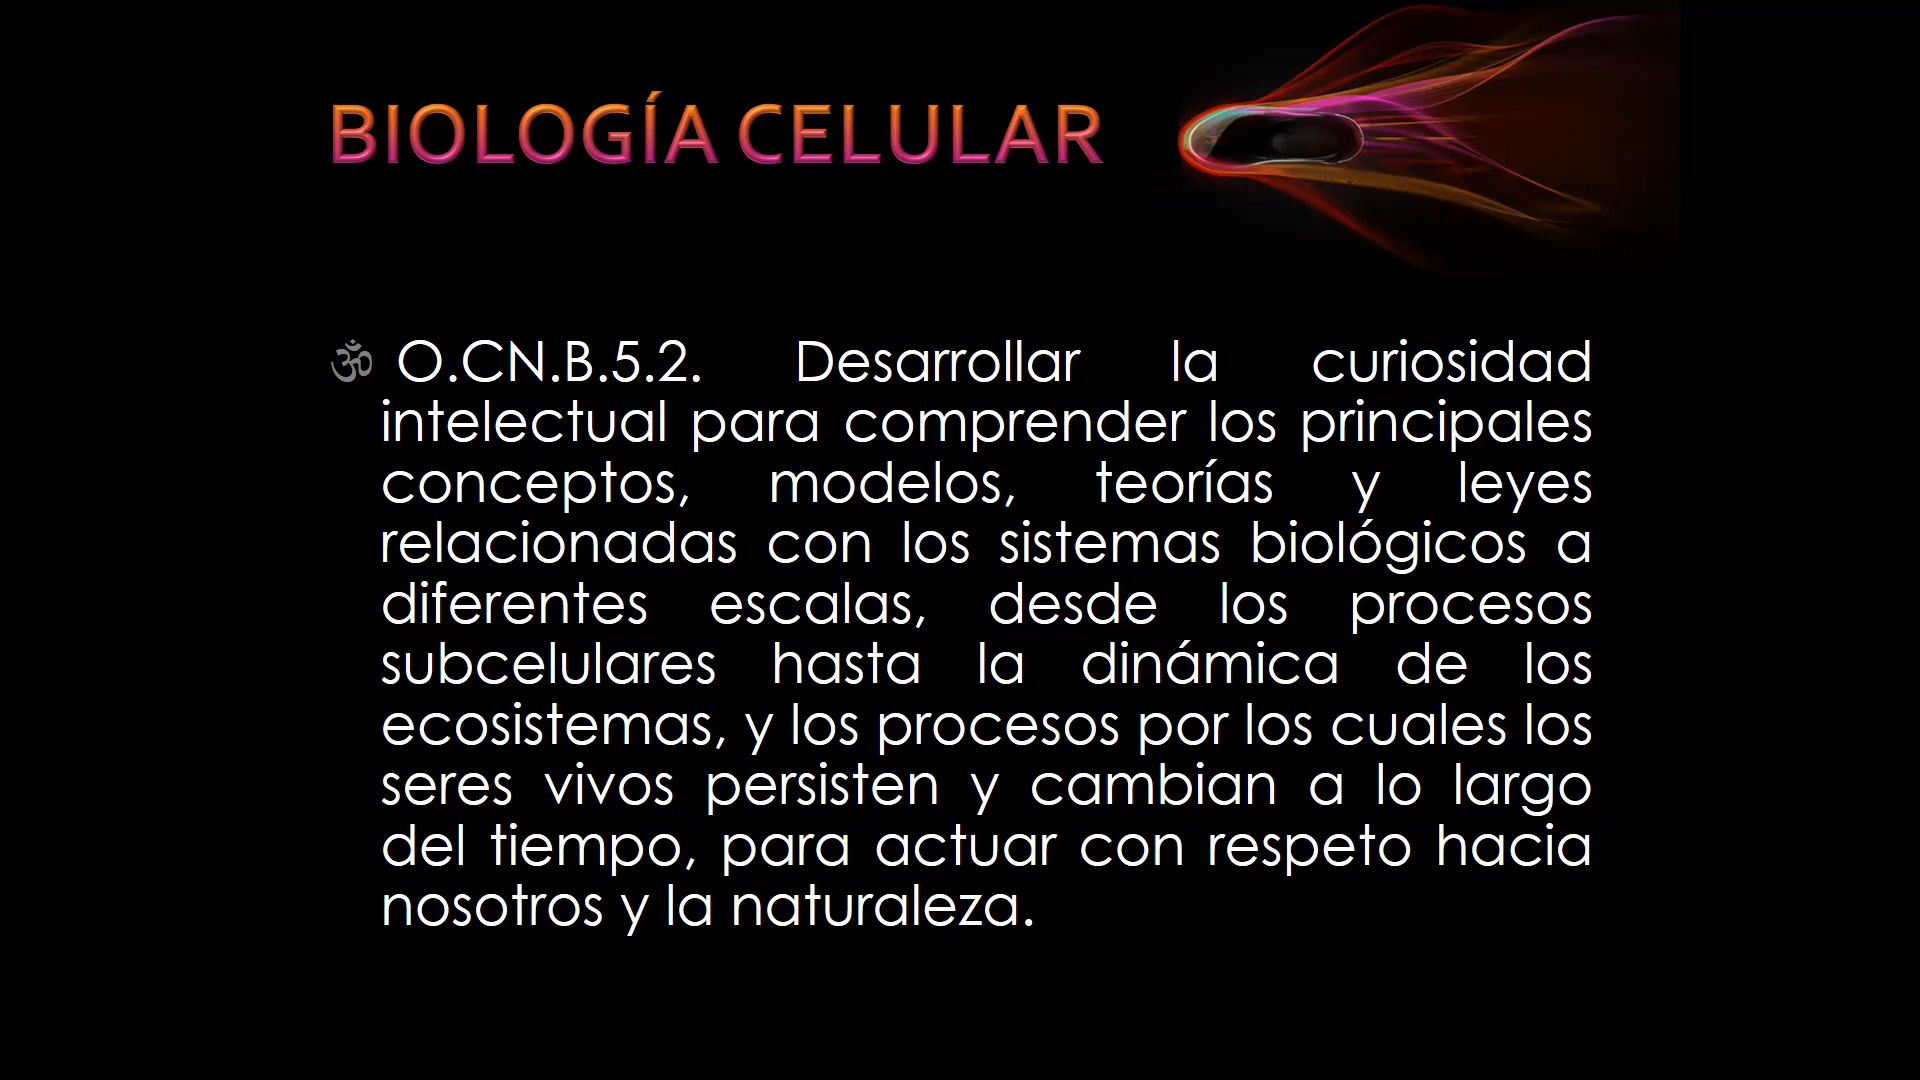 BIOLOGÍA CELULAR
ॐ O.CN.B.5.2. Desarrollar la curiosidad
intelectual para comprender los principales
conceptos, modelos, teorías y leyes
relacionadas con los sistemas biológicos a
diferentes escalas, desde los procesos
subcelulares hasta la dinámica de los
ecosistemas, y los procesos por los cuales los
seres vivos persisten y cambian a lo largo
del tiempo, para actuar con respeto hacia
nosotros y la naturaleza.